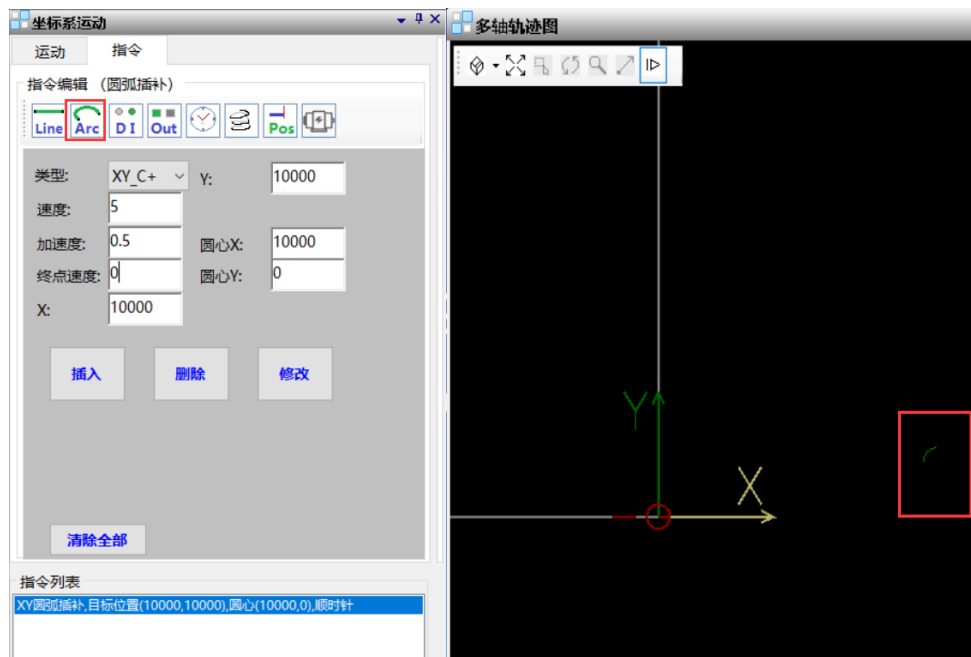 坐标系运动
运动 指令
指令编辑 （圆弧插补）
Line Arc D I Out Pos
类型: XY_C+ Y: 10000
速度: 5
加速度: 0.5 圆心X: 10000
终点速度: 0 圆心Y: 0
X: 10000
插入 删除 修改
清除全部
指令列表
XY圆弧插补,目标位置(10000,10000),圆心(10000,0),顺时针
多轴轨迹图
Y
X